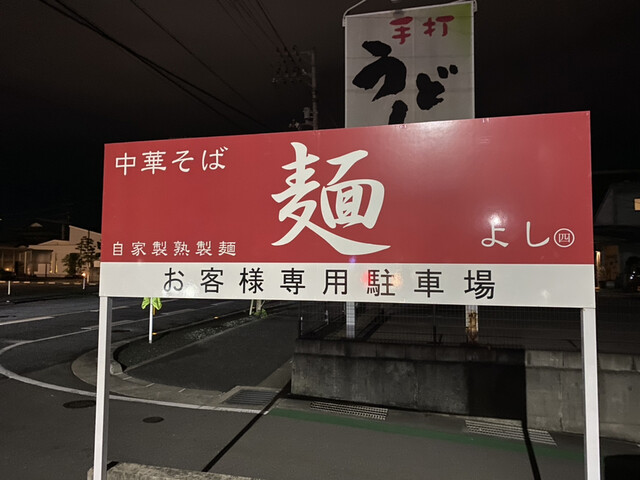 手打
うどん
中華そば
麺
自家製熟製麺
よし四
お客様専用駐車場